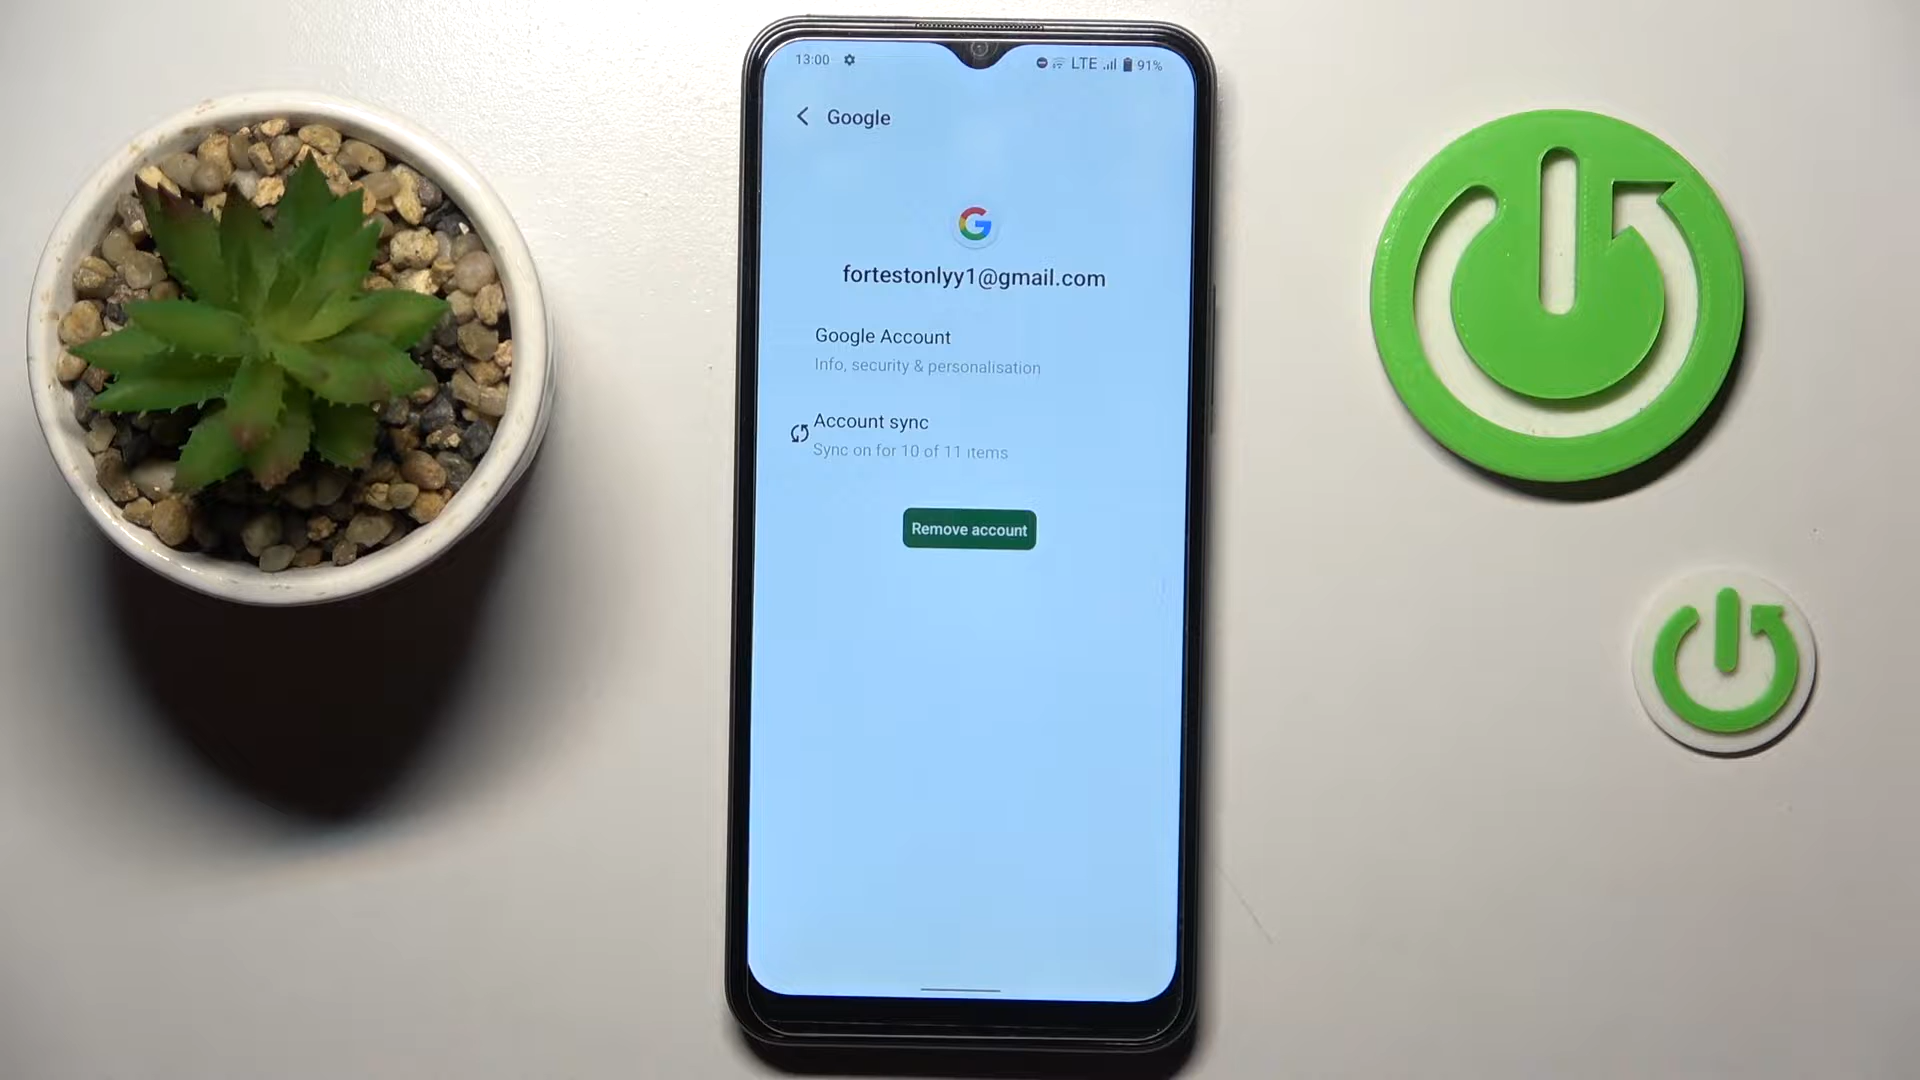 13:00
LTE 91%
Google
fortestonlyy1@gmail.com
Google Account
Info, security & personalisation
Account sync
Sync on for 10 of 11 items
Remove account